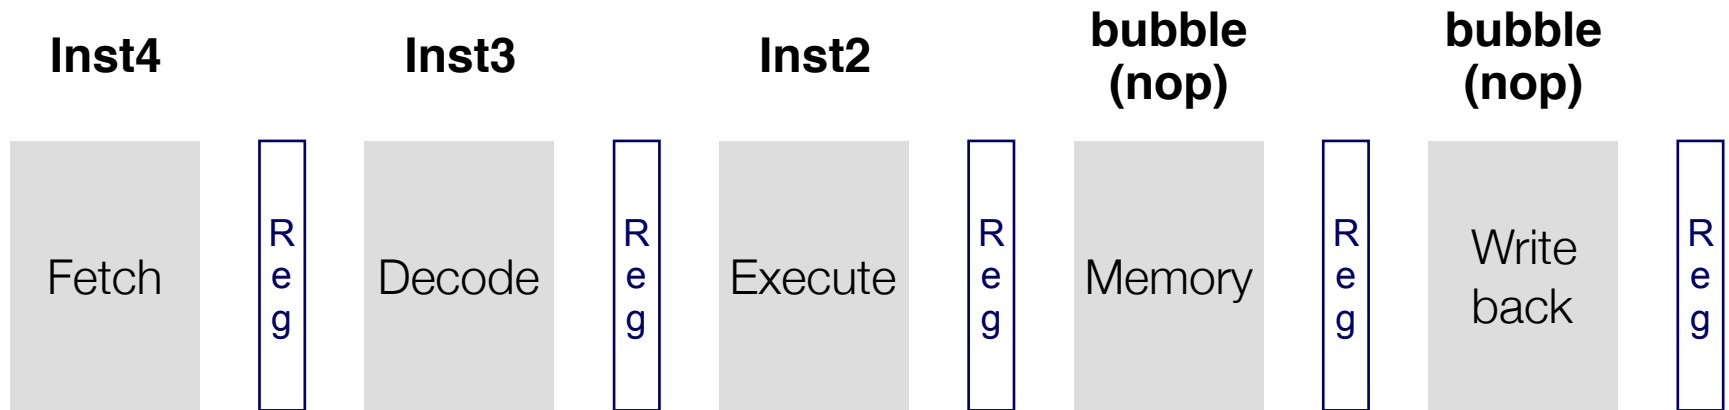 Inst4
Inst3
Inst2
bubble
(nop)
bubble
(nop)
Fetch
R
e
g
Decode
R
e
g
Execute
R
e
g
Memory
R
e
g
Write
back
R
e
g